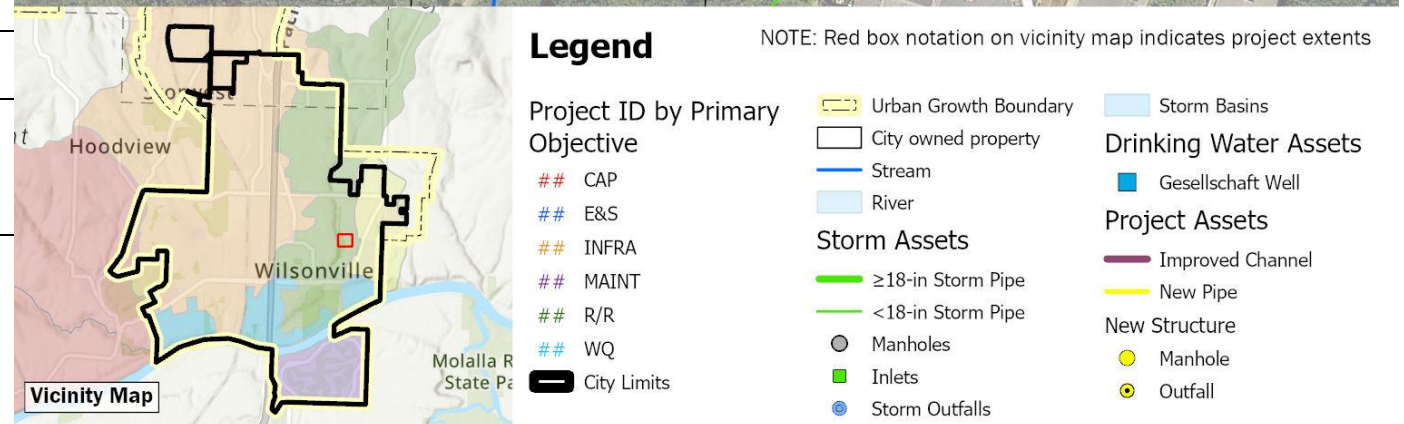 Hoodview
Wilsonville
Molalla R
State Pa
Vicinity Map
Legend
NOTE: Red box notation on vicinity map indicates project extents
Project ID by Primary
Objective
## CAP
## E&S
## INFRA
## MAINT
## R/R
## WQ
City Limits
Urban Growth Boundary
City owned property
Stream
River
Storm Assets
≥18-in Storm Pipe
<18-in Storm Pipe
Manholes
Inlets
Storm Outfalls
Storm Basins
Drinking Water Assets
Gesellschaft Well
Project Assets
Improved Channel
New Pipe
New Structure
Manhole
Outfall